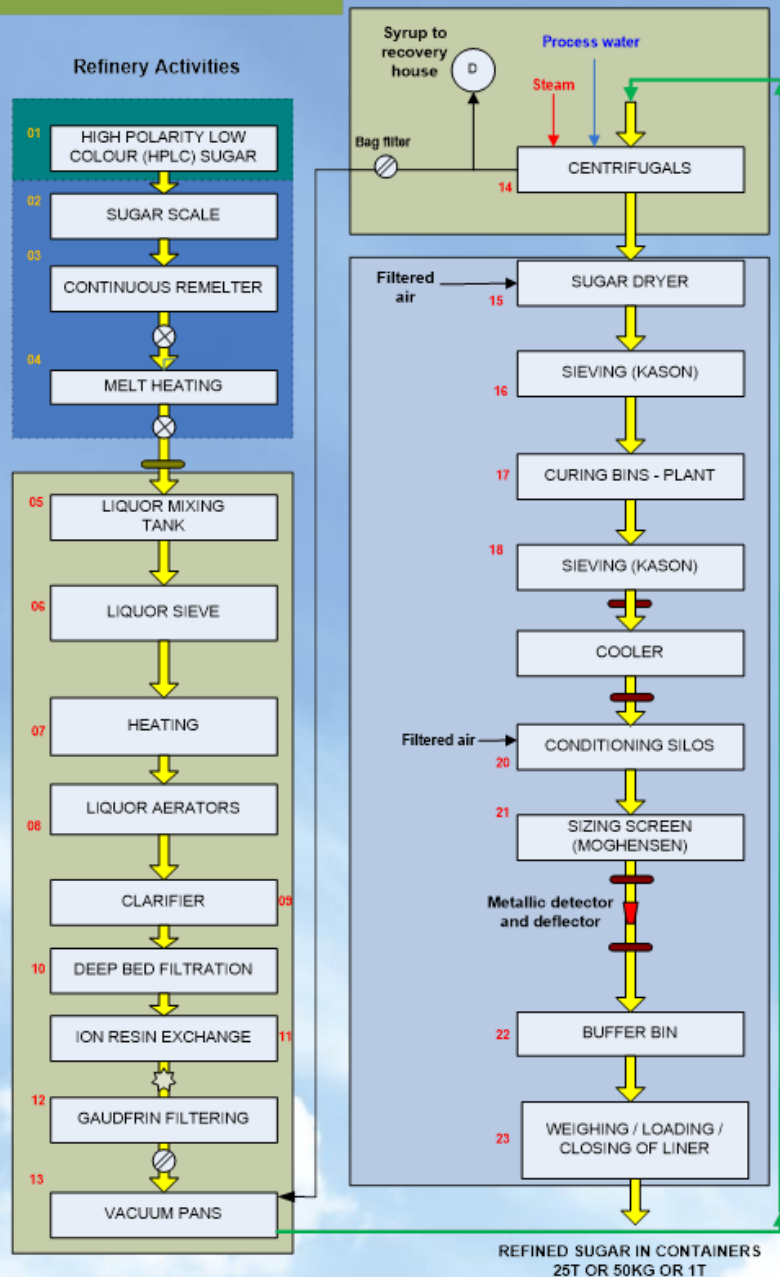 Refinery Activities
01
HIGH POLARITY LOW
COLOUR (HPLC) SUGAR
02
SUGAR SCALE
03
CONTINUOUS REMELTER
04
MELT HEATING
05
LIQUOR MIXING
TANK
06
LIQUOR SIEVE
07
HEATING
08
LIQUOR AERATORS
CLARIFIER
09
10
DEEP BED FILTRATION
ION RESIN EXCHANGE
11
12
GAUDFRIN FILTERING
13
VACUUM PANS
Syrup to
recovery
house
D
Process water
Steam
Bag filter
CENTRIFUGALS
14
Filtered
air
SUGAR DRYER
15
SIEVING (KASON)
16
17
CURING BINS - PLANT
18
SIEVING (KASON)
COOLER
Filtered air
CONDITIONING SILOS
20
21
SIZING SCREEN
(MOGHENSEN)
Metallic detector
and deflector
22
BUFFER BIN
23
WEIGHING / LOADING /
CLOSING OF LINER
REFINED SUGAR IN CONTAINERS
25T OR 50KG OR 1T